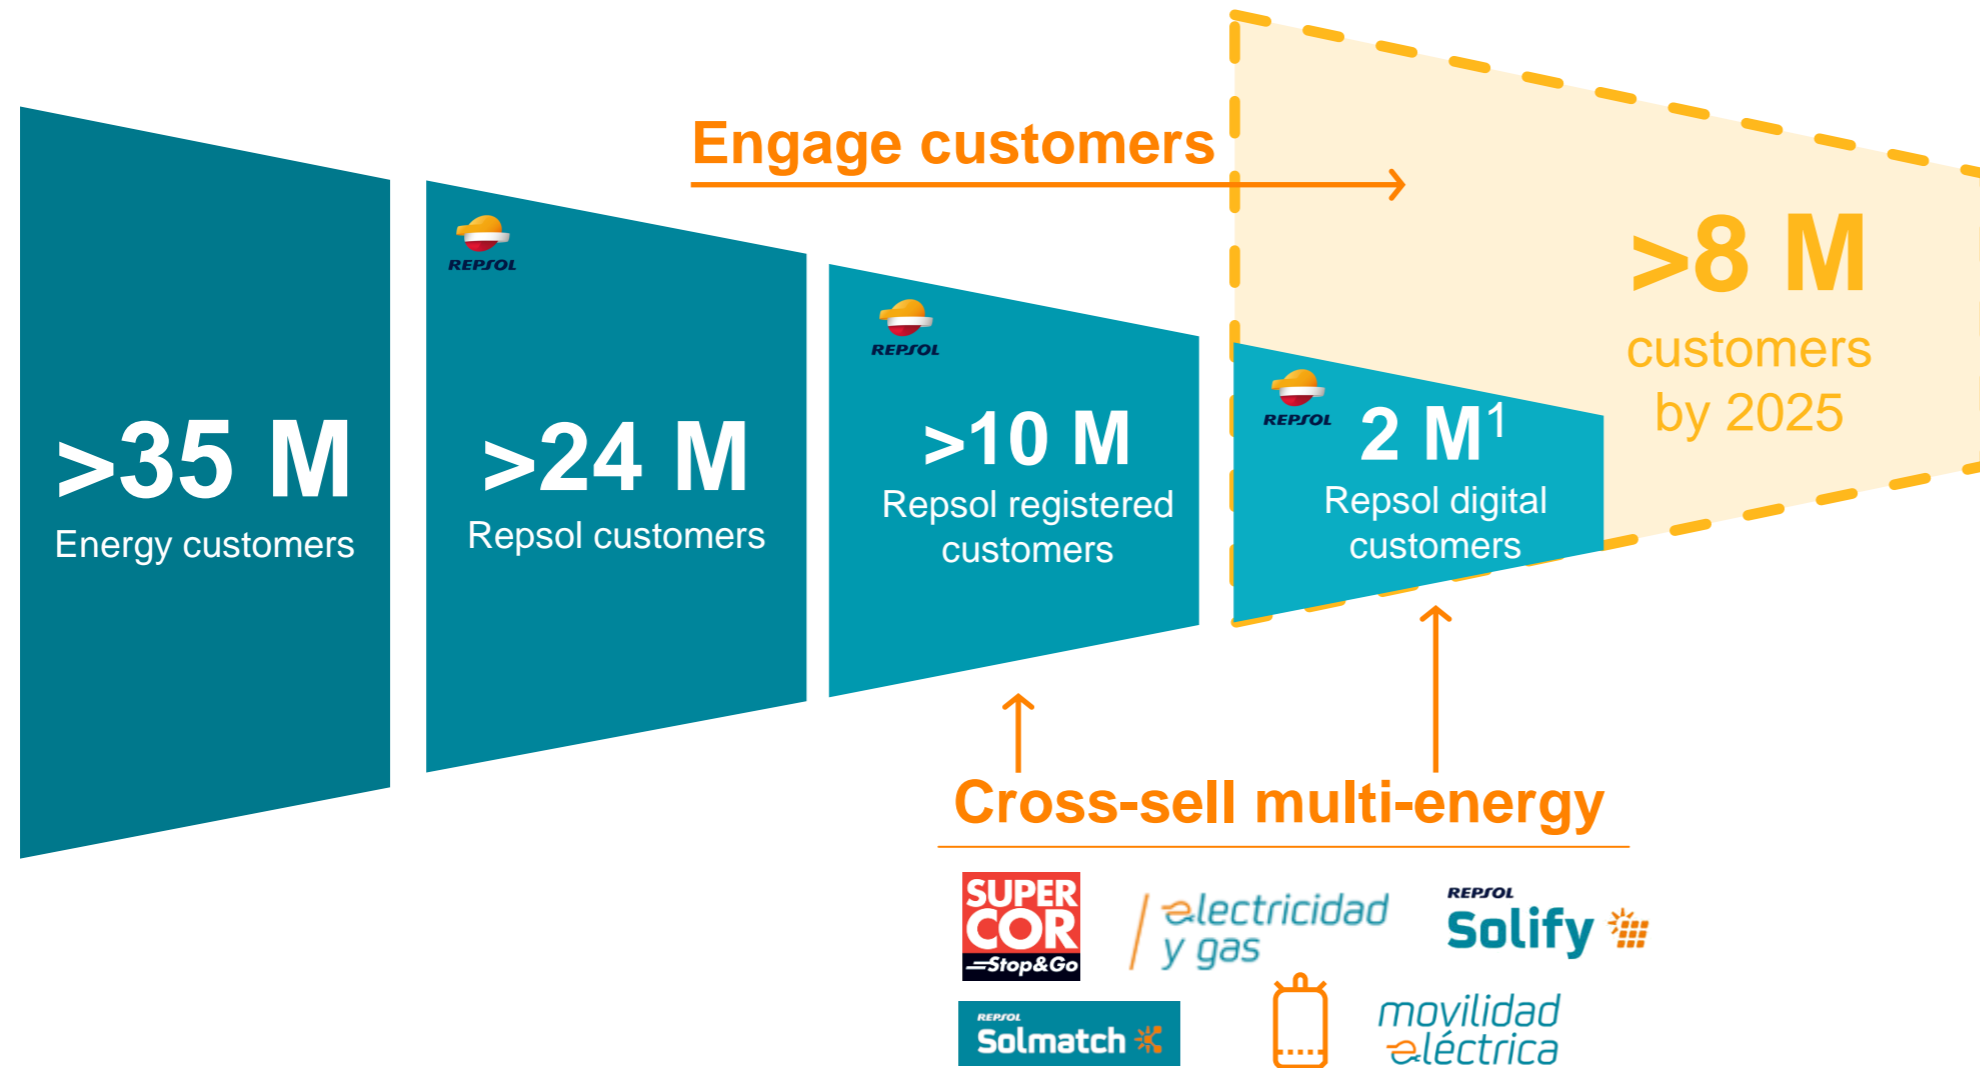 Engage customers
>35 M
Energy customers
REPSOL
>24 M
Repsol customers
REPSOL
>10 M
Repsol registered
customers
REPSOL
2 M1
Repsol digital
customers
>8 M
customers
by 2025
Cross-sell multi-energy
SUPER
COR
Stop&Go
electricidad
y gas
REPSOL
Solify
REPSOL
Solmatch
movilidad
eléctrica